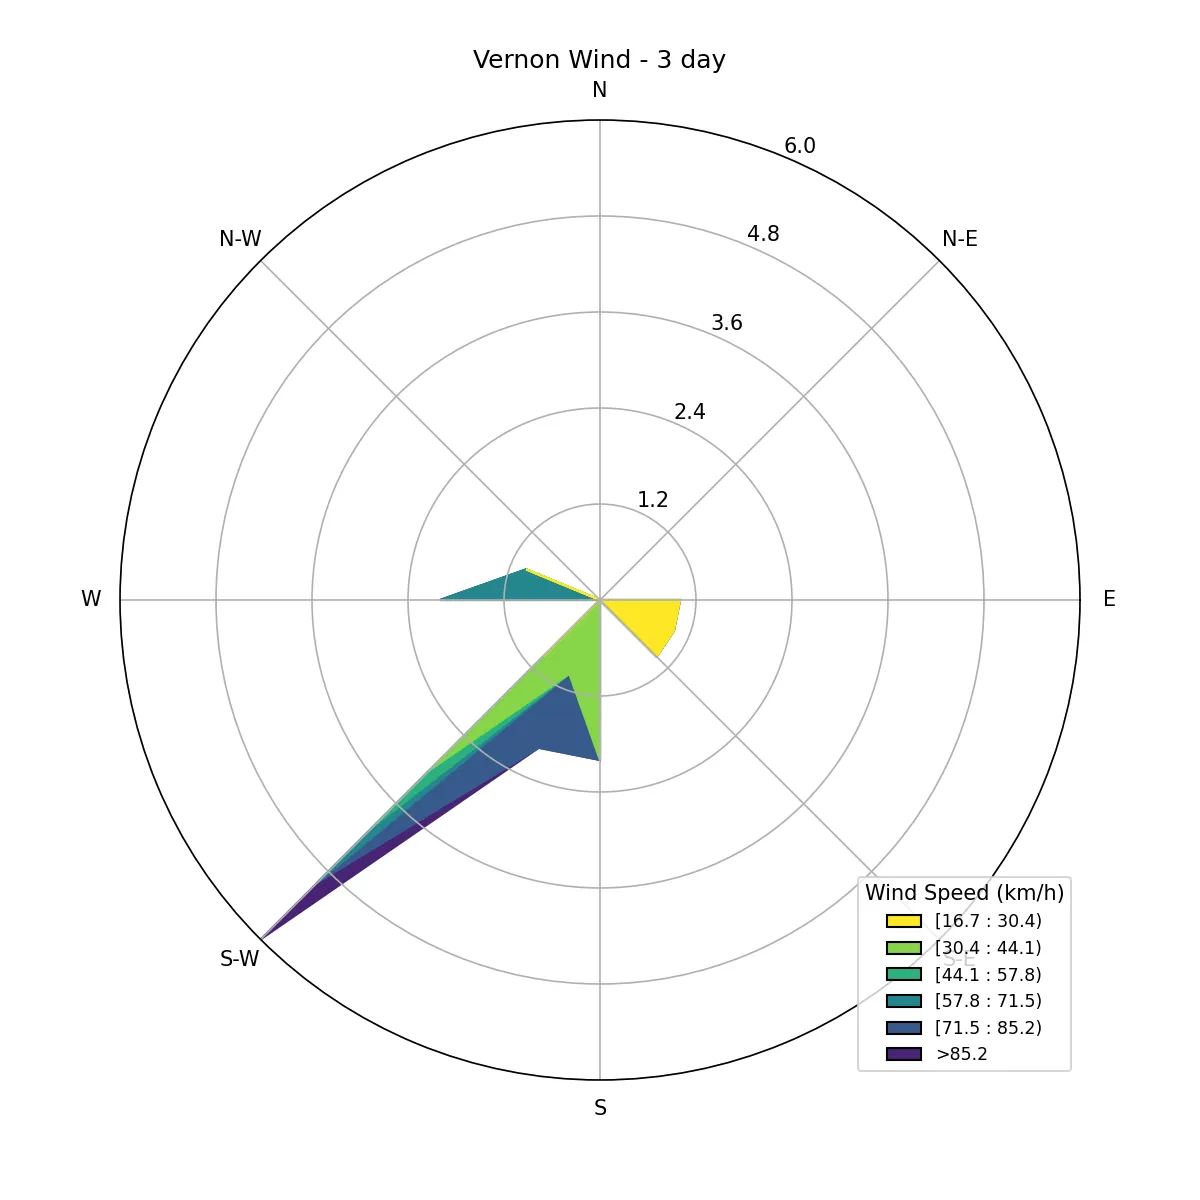 Vernon Wind - 3 day
N
6.0
N-W
4.8
N-E
3.6
2.4
1.2
W
E
S-W
S-E
S
Wind Speed (km/h)
[16.7 : 30.4)
[30.4 : 44.1)
[44.1 : 57.8)
[57.8 : 71.5)
[71.5 : 85.2)
>85.2